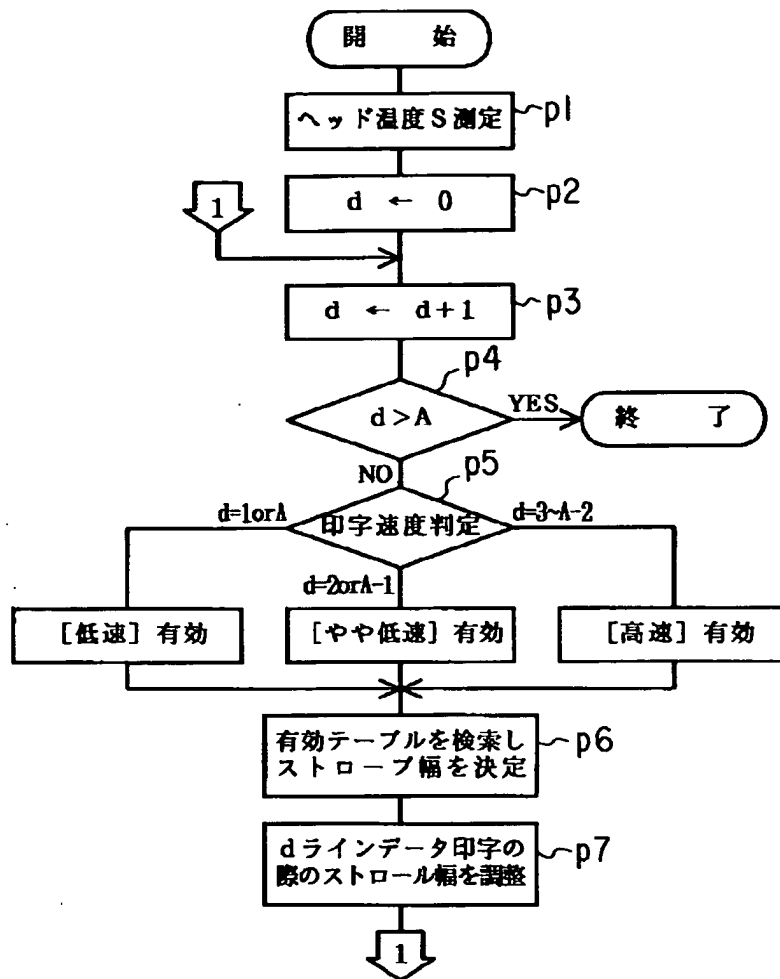 開 始
ヘッド温度S測定
p1
d ← 0
p2
1
d ← d+1
p3
p4
d>A
YES
終 了
NO
p5
印字速度判定
d=1orA
d=3~A-2
d=2orA-1
[低速] 有効
[やや低速] 有効
[高速] 有効
有効テーブルを検索し
ストローブ幅を決定
p6
dラインデータ印字の
際のストロール幅を調整
p7
1